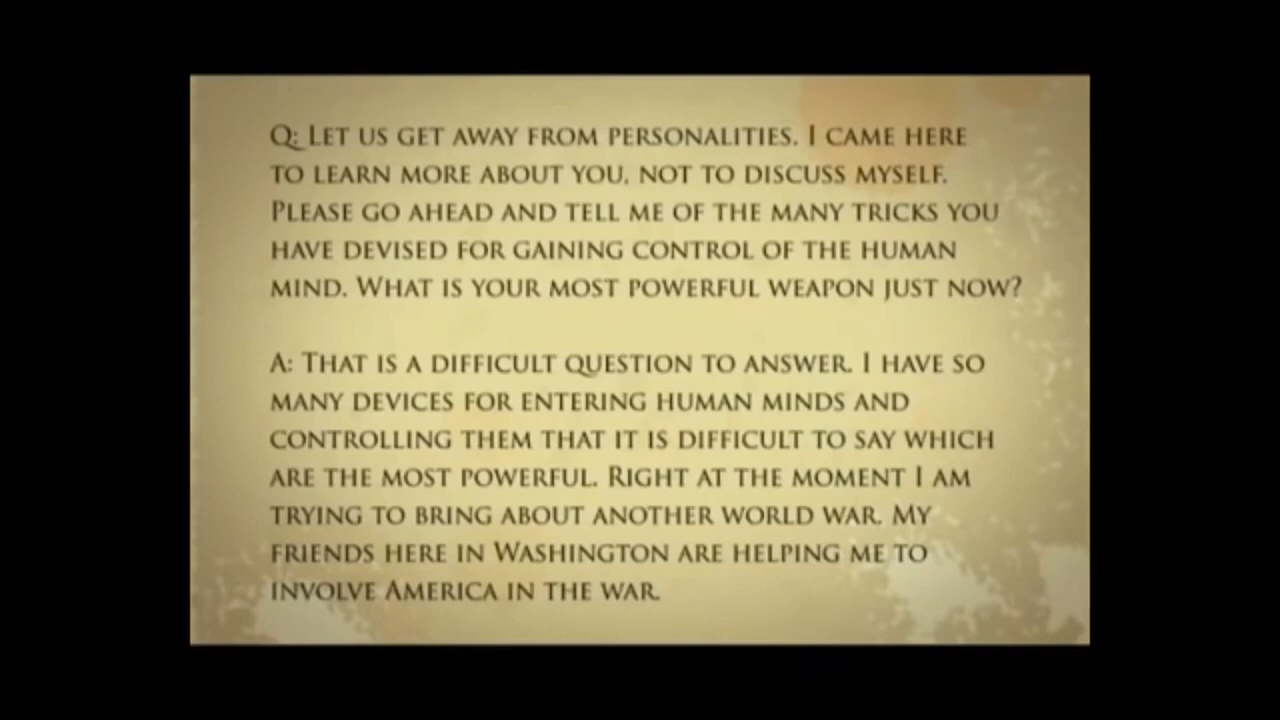 Q: LET US GET AWAY FROM PERSONALITIES. I CAME HERE
TO LEARN MORE ABOUT YOU, NOT TO DISCUSS MYSELF.
PLEASE GO AHEAD AND TELL ME OF THE MANY TRICKS YOU
HAVE DEVISED FOR GAINING CONTROL OF THE HUMAN
MIND. WHAT IS YOUR MOST POWERFUL WEAPON JUST NOW?
A: THAT IS A DIFFICULT QUESTION TO ANSWER. I HAVE SO
MANY DEVICES FOR ENTERING HUMAN MINDS AND
CONTROLLING THEM THAT IT IS DIFFICULT TO SAY WHICH
ARE THE MOST POWERFUL. RIGHT AT THE MOMENT I AM
TRYING TO BRING ABOUT ANOTHER WORLD WAR. MY
FRIENDS HERE IN WASHINGTON ARE HELPING ME TO
INVOLVE AMERICA IN THE WAR.